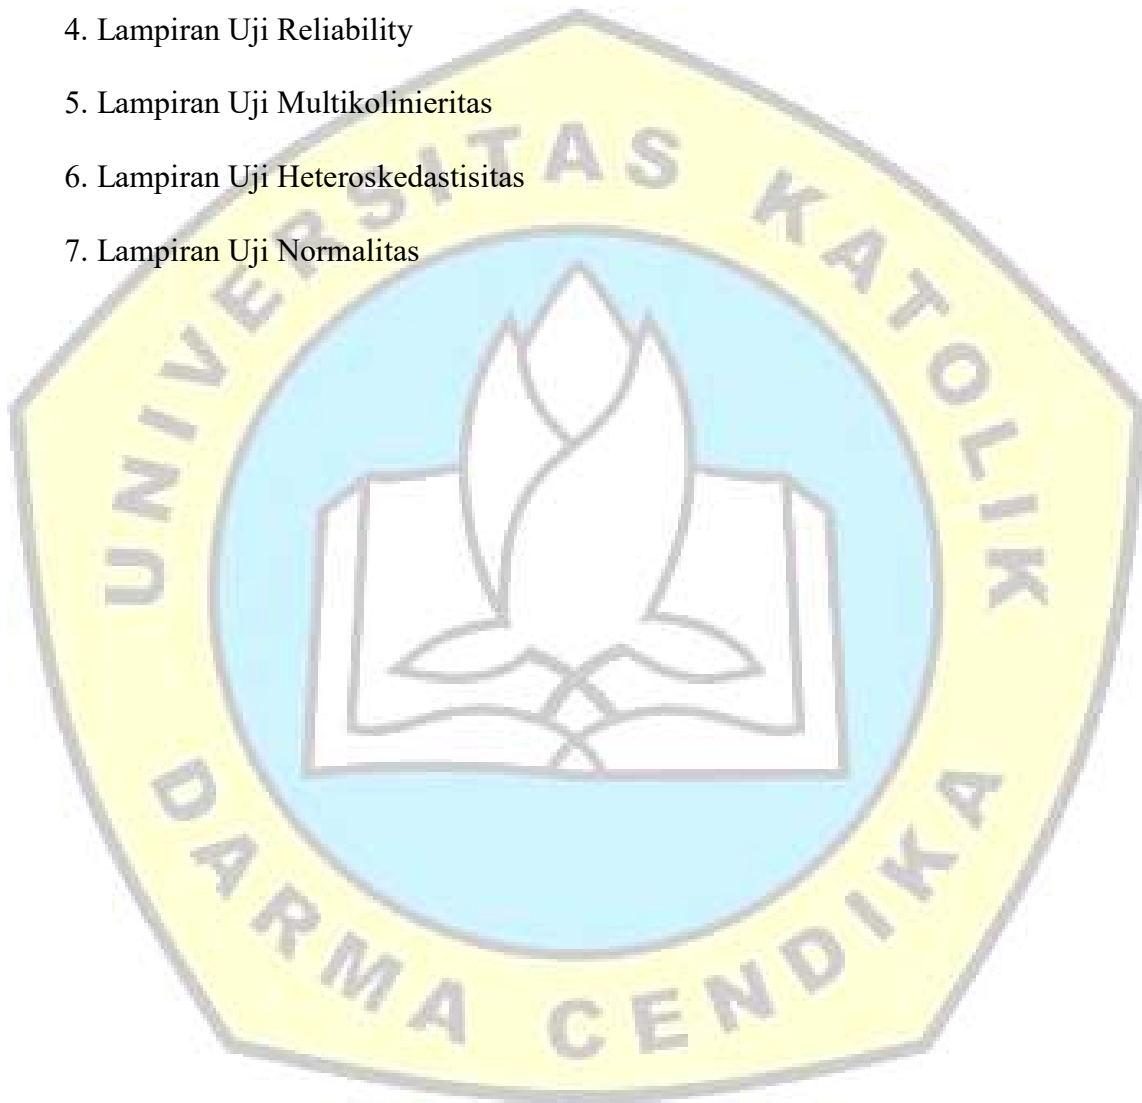 4. Lampiran Uji Reliability
5. Lampiran Uji Multikolinieritas
6. Lampiran Uji Heteroskedastisitas
7. Lampiran Uji Normalitas
UNIVERSITAS KATOLIK
DARMA CENDIKA